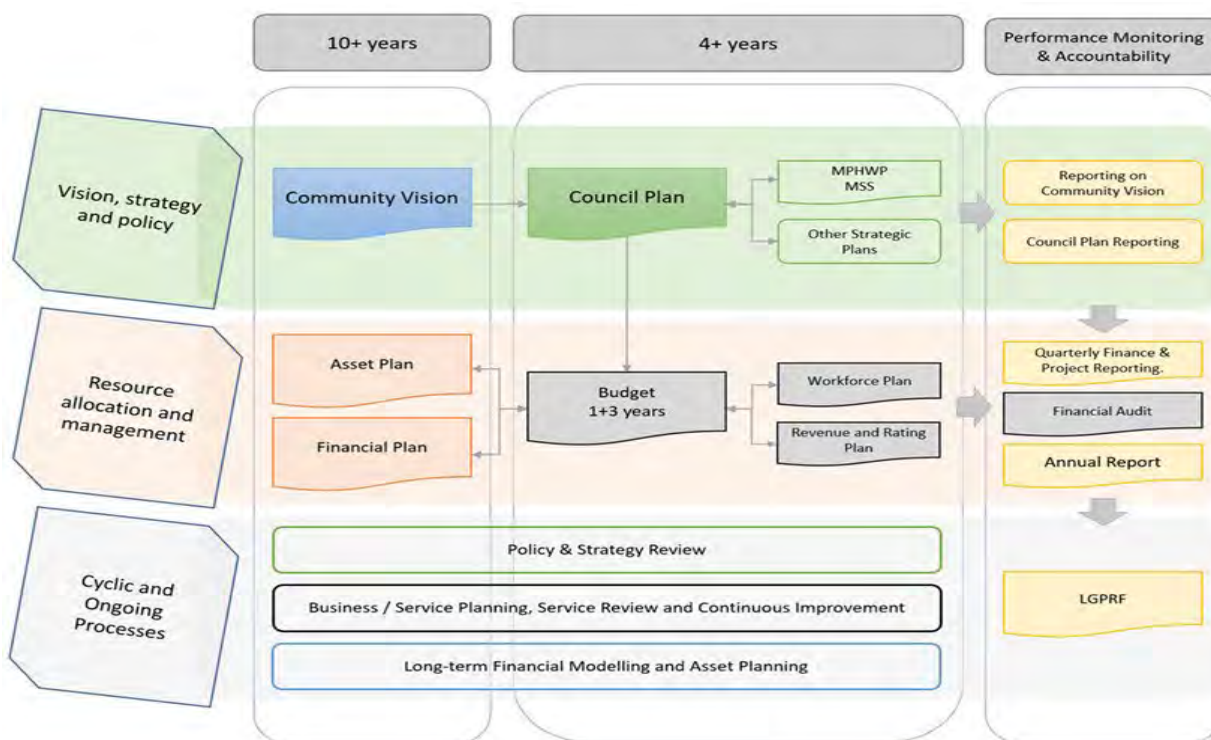 10+ years
4+ years
Performance Monitoring
& Accountability
Vision, strategy
and policy
Community Vision
Council Plan
MPHWP
MSS
Other Strategic
Plans
Reporting on
Community Vision
Council Plan Reporting
Resource
allocation and
management
Asset Plan
Financial Plan
Budget
1+3 years
Workforce Plan
Revenue and Rating
Plan
Quarterly Finance &
Project Reporting.
Financial Audit
Annual Report
Cyclic and
Ongoing
Processes
Policy & Strategy Review
Business / Service Planning, Service Review and Continuous Improvement
Long-term Financial Modelling and Asset Planning
LGPRF